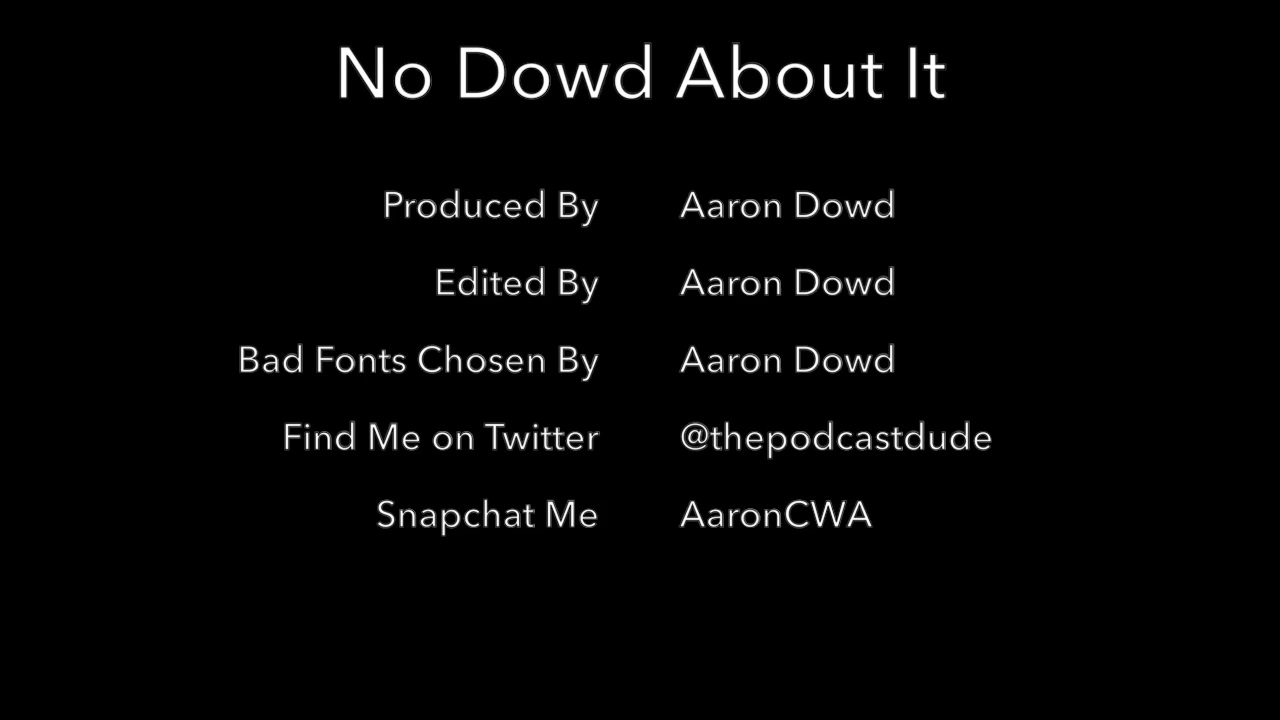 No Dowd About It
Produced By Aaron Dowd
Edited By Aaron Dowd
Bad Fonts Chosen By Aaron Dowd
Find Me on Twitter @thepodcastdude
Snapchat Me AaronCWA